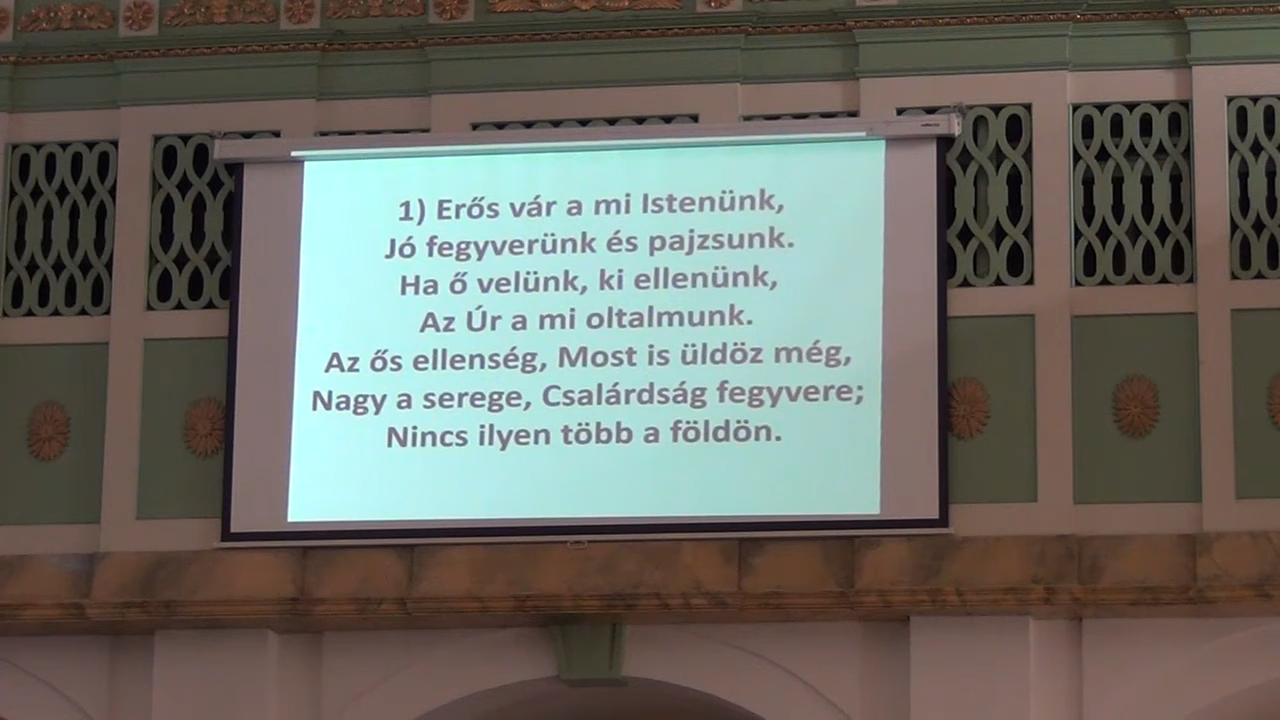 1) Erős vár a mi Istenünk,
Jó fegyverünk és pajzsunk.
Ha ő velünk, ki ellenünk,
Az Úr a mi oltalmunk.
Az ős ellenség, Most is üldöz még,
Nagy a serege, Csalárdság fegyvere;
Nincs ilyen több a földön.